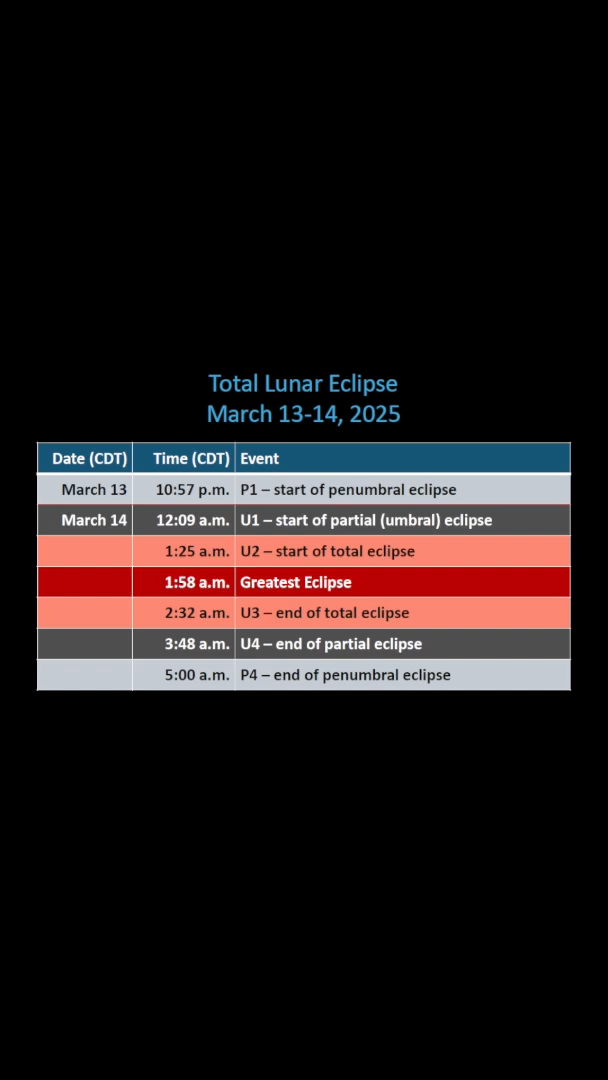 Total Lunar Eclipse
March 13-14, 2025
Date (CDT) Time (CDT) Event
March 13 10:57 p.m. P1 – start of penumbral eclipse
March 14 12:09 a.m. U1 – start of partial (umbral) eclipse
1:25 a.m. U2 – start of total eclipse
1:58 a.m. Greatest Eclipse
2:32 a.m. U3 – end of total eclipse
3:48 a.m. U4 – end of partial eclipse
5:00 a.m. P4 – end of penumbral eclipse